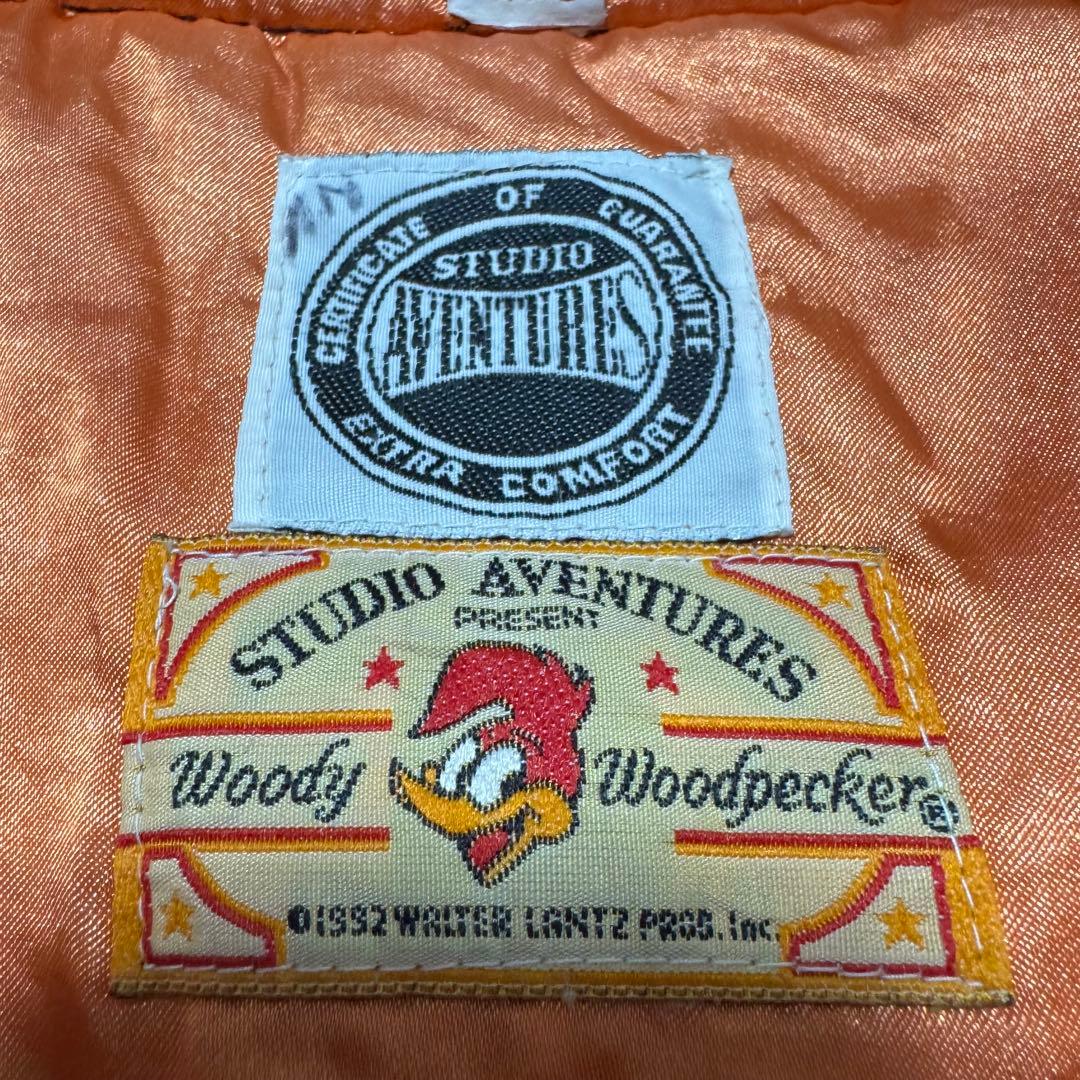 CERTIFICATE OF GUARANTEE
STUDIO
AVENTURES
EXTRA COMFORT
STUDIO AVENTURES
PRESENT
Woody Woodpecker®
©1992 WALTER LANTZ PROD. Inc.